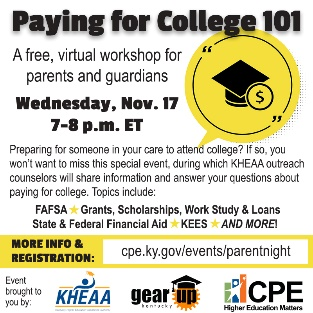 Paying for College 101
A free, virtual workshop for
parents and guardians
Wednesday, Nov. 17
7-8 p.m. ET
Preparing for someone in your care to attend college? If so, you
won't want to miss this special event, during which KHEAA outreach
counselors will share information and answer your questions about
paying for college. Topics include:
FAFSA ★ Grants, Scholarships, Work Study & Loans
State & Federal Financial Aid ★ KEES ★ AND MORE!
MORE INFO &
REGISTRATION:
cpe.ky.gov/events/parentnight
Event
brought to
you by:
KHEAA
gear up
kentucky
CPE
Higher Education Matters